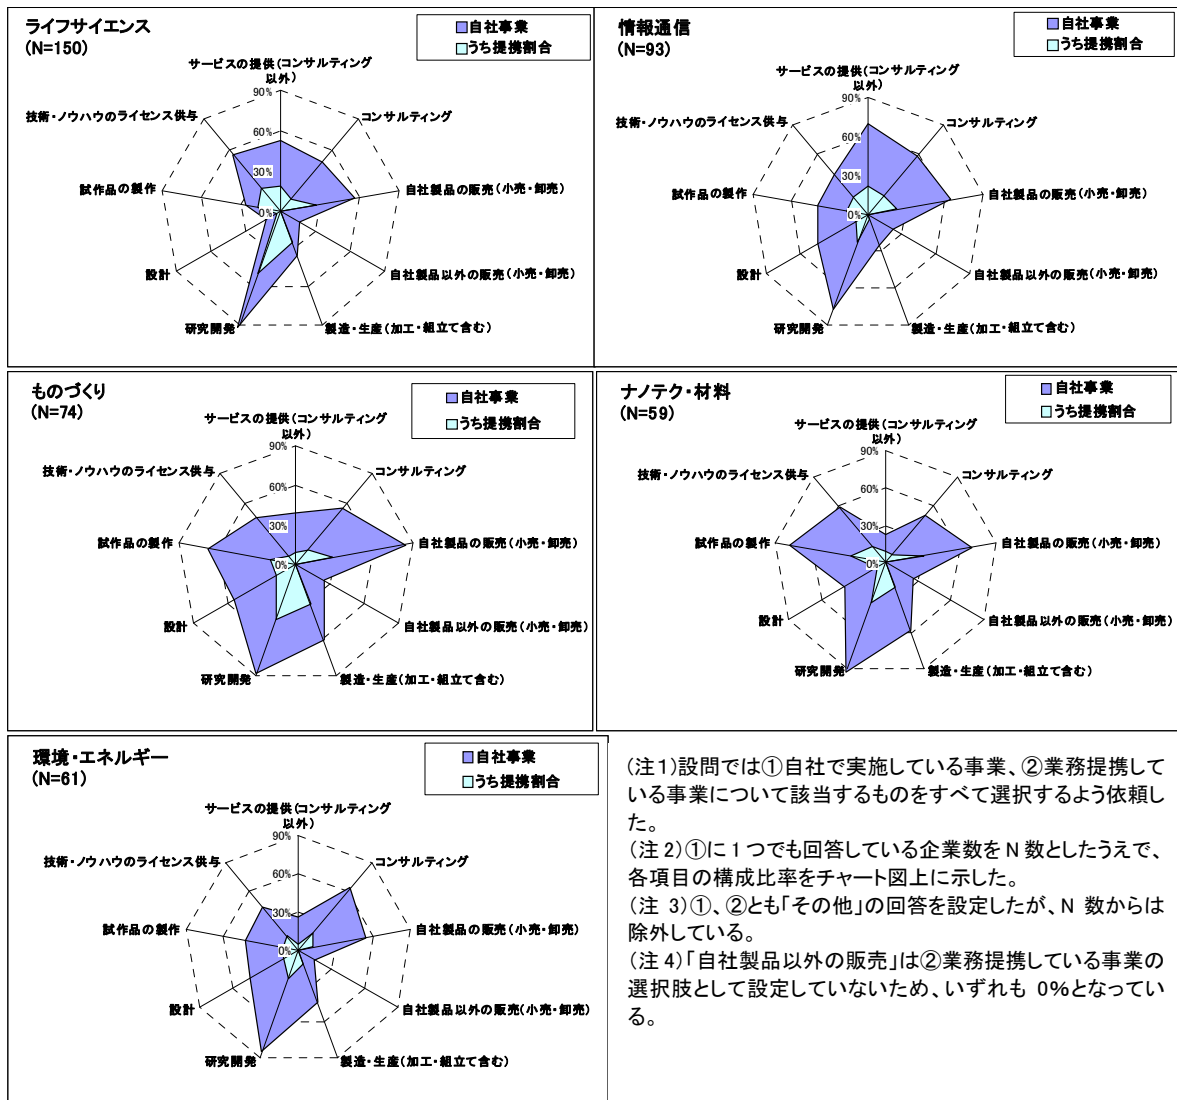 ライフサイエンス
(N=150)
自社事業
うち提携割合
サービスの提供(コンサルティング
以外)
90%
60%
30%
0%
コンサルティング
自社製品の販売(小売・卸売)
自社製品以外の販売(小売・卸売)
製造・生産(加工・組立て含む)
研究開発
設計
試作品の製作
技術・ノウハウのライセンス供与
情報通信
(N=93)
自社事業
うち提携割合
サービスの提供(コンサルティング
以外)
90%
60%
30%
0%
コンサルティング
自社製品の販売(小売・卸売)
自社製品以外の販売(小売・卸売)
製造・生産(加工・組立て含む)
研究開発
設計
試作品の製作
技術・ノウハウのライセンス供与
ものづくり
(N=74)
自社事業
うち提携割合
サービスの提供(コンサルティング
以外)
90%
60%
30%
0%
コンサルティング
自社製品の販売(小売・卸売)
自社製品以外の販売(小売・卸売)
製造・生産(加工・組立て含む)
研究開発
設計
試作品の製作
技術・ノウハウのライセンス供与
ナノテク・材料
(N=59)
自社事業
うち提携割合
サービスの提供(コンサルティング
以外)
90%
60%
30%
0%
コンサルティング
自社製品の販売(小売・卸売)
自社製品以外の販売(小売・卸売)
製造・生産(加工・組立て含む)
研究開発
設計
試作品の製作
技術・ノウハウのライセンス供与
環境・エネルギー
(N=61)
自社事業
うち提携割合
サービスの提供(コンサルティング
以外)
90%
60%
30%
0%
コンサルティング
自社製品の販売(小売・卸売)
自社製品以外の販売(小売・卸売)
製造・生産(加工・組立て含む)
研究開発
設計
試作品の製作
技術・ノウハウのライセンス供与
(注1)設問では①自社で実施している事業、②業務提携して
いる事業について該当するものをすべて選択するよう依頼し
た。
(注 2)①に 1 つでも回答している企業数を N 数としたうえで、
各項目の構成比率をチャート図上に示した。
(注 3)①、②とも「その他」の回答を設定したが、N 数からは
除外している。
(注 4)「自社製品以外の販売」は②業務提携している事業の
選択肢として設定していないため、いずれも 0%となってい
る。